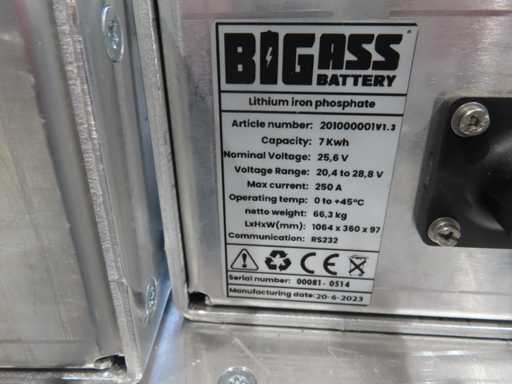 BIGASS
BATTERY
Lithium iron phosphate
Article number: 201000001V1.3
Capacity: 7 Kwh
Nominal Voltage: 25,6 V
Voltage Range: 20,4 to 28,8 V
Max current: 250 A
Operating temp: 0 to +45°C
netto weight: 66,3kg
LxHxW(mm): 1064 x 360 x 97
Communication: RS232
CE
Serial number: 00081 - 0514
Manufacturing date: 20-6-2023